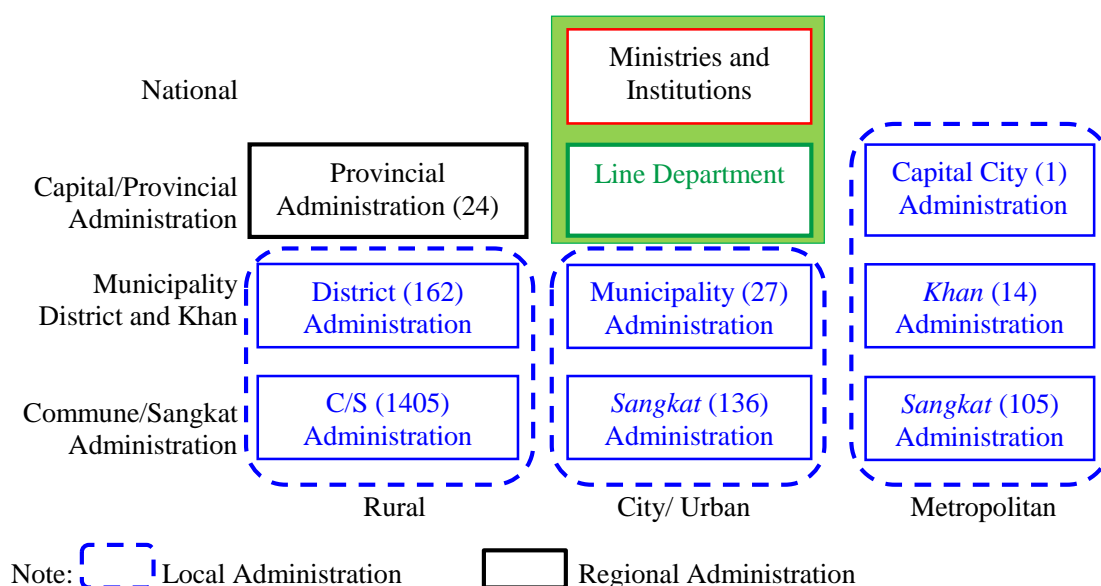 National
Ministries and
Institutions
Capital/Provincial
Administration
Provincial
Administration (24)
Line Department
Capital City (1)
Administration
Municipality
District and Khan
District (162)
Administration
Municipality (27)
Administration
Khan (14)
Administration
Commune/Sangkat
Administration
C/S (1405)
Administration
Sangkat (136)
Administration
Sangkat (105)
Administration
Rural
City/ Urban
Metropolitan
Note:
Local Administration
Regional Administration